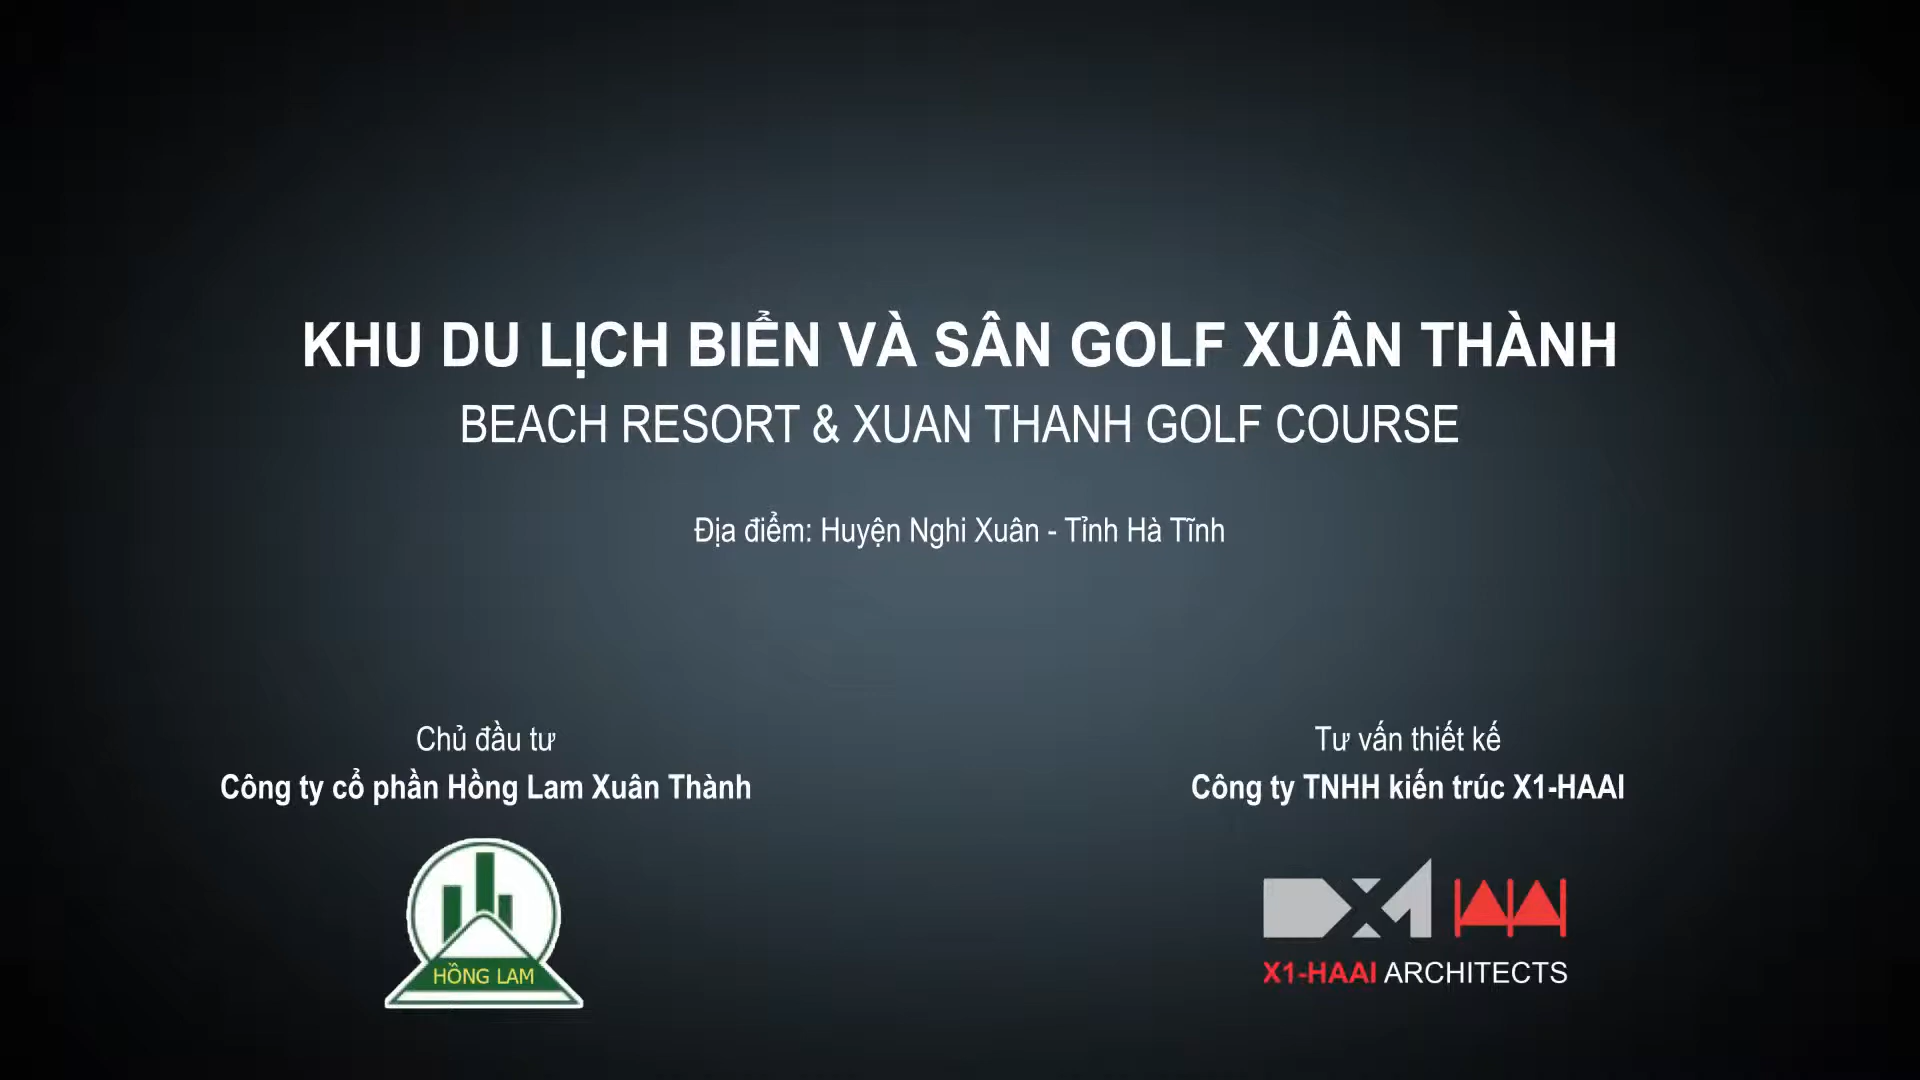 KHU DU LỊCH BIỂN VÀ SÂN GOLF XUÂN THÀNH
BEACH RESORT & XUAN THANH GOLF COURSE
Địa điểm: Huyện Nghi Xuân - Tỉnh Hà Tĩnh
Chủ đầu tư
Công ty cổ phần Hồng Lam Xuân Thành
HỒNG LAM
Tư vấn thiết kế
Công ty TNHH kiến trúc X1-HAAI
X1 HAAI
X1-HAAI ARCHITECTS